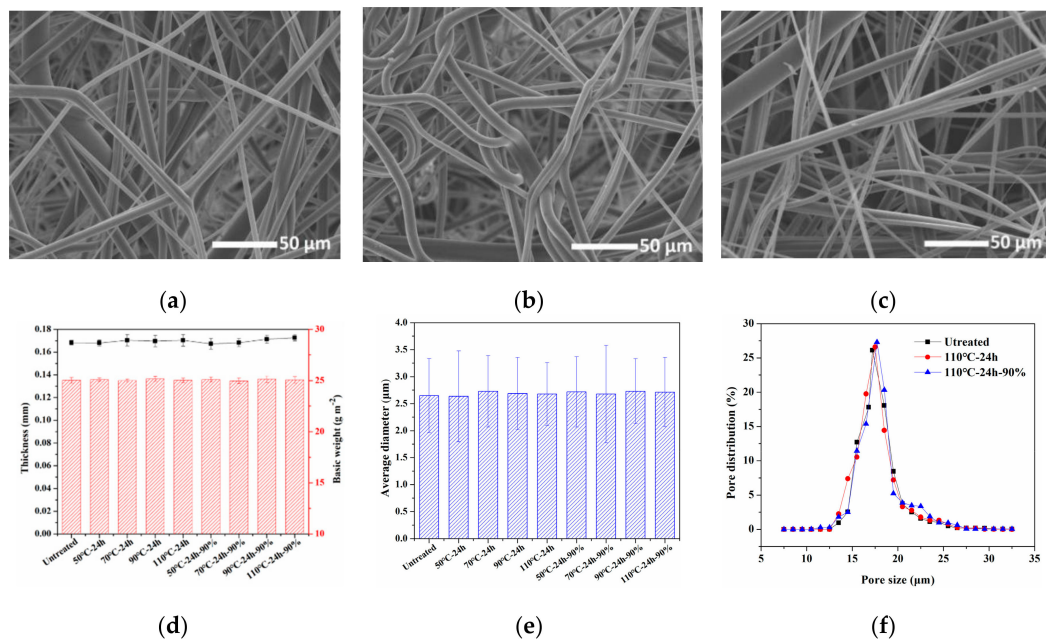 50 μm
50 μm
50 μm
(a)
(b)
(c)
0.18
0.16
0.14
0.12
0.10
0.08
0.06
0.04
0.02
0.00
Thickness (mm)
30
25
20
15
10
Basic weight (g m⁻²)
Untreated
50℃-24h
70℃-24h
90℃-24h
110℃-24h
50℃-24h-90%
70℃-24h-90%
90℃-24h-90%
110℃-24h-90%
(d)
4.0
3.5
3.0
2.5
2.0
1.5
1.0
0.5
0.0
Average diameter (μm)
Untreated
50℃-24h
70℃-24h
90℃-24h
110℃-24h
50℃-24h-90%
70℃-24h-90%
90℃-24h-90%
110℃-24h-90%
(e)
30
25
20
15
10
5
0
Pore distribution (%)
Utreated
110℃-24h
110℃-24h-90%
5 10 15 20 25 30 35
Pore size (μm)
(f)